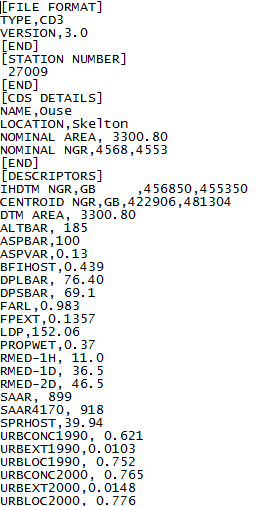 [FILE FORMAT]
TYPE,CD3
VERSION,3.0
[END]
[STATION NUMBER]
 27009
[END]
[CDS DETAILS]
NAME,Ouse
LOCATION,Skelton
NOMINAL AREA, 3300.80
NOMINAL NGR,4568,4553
[END]
[DESCRIPTORS]
IHDTM NGR,GB     ,456850,455350
CENTROID NGR,GB,422906,481304
DTM AREA, 3300.80
ALTBAR, 185
ASPBAR,100
ASPVAR,0.13
BFIHOST,0.439
DPLBAR, 76.40
DPSBAR, 69.1
FARL,0.983
FPEXT,0.1357
LDP,152.06
PROPWET,0.37
RMED-1H, 11.0
RMED-1D, 36.5
RMED-2D, 46.5
SAAR, 899
SAAR4170, 918
SPRHOST,39.94
URBCONC1990, 0.621
URBEXT1990,0.0103
URBLOC1990, 0.752
URBCONC2000, 0.765
URBEXT2000,0.0148
URBLOC2000, 0.776